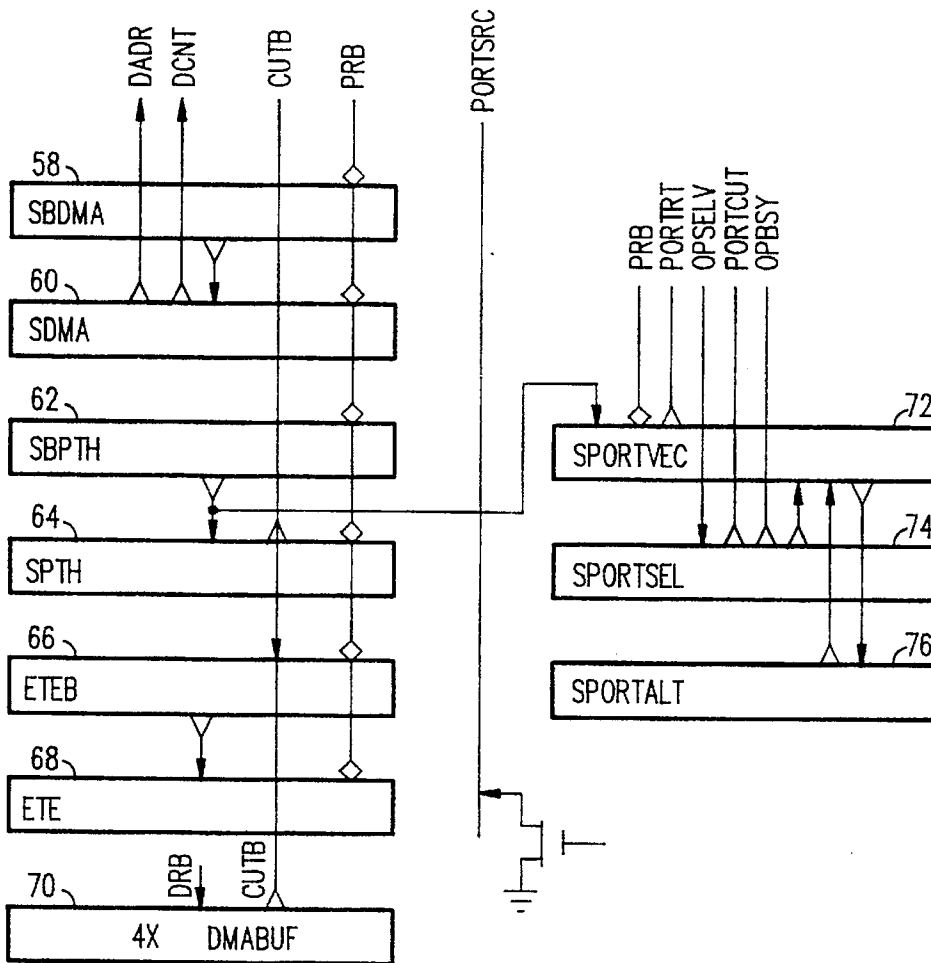 DADR
DCNT
CUTB
PRB
PORTSRC
58
SBDMA
60
SDMA
PRB
PORTRT
OPSELV
PORTCUT
OPBSY
62
SBPTH
72
SPORTVEC
64
SPTH
74
SPORTSEL
66
ETEB
76
SPORTALT
68
ETE
DRB
CUTB
70
4X DMABUF